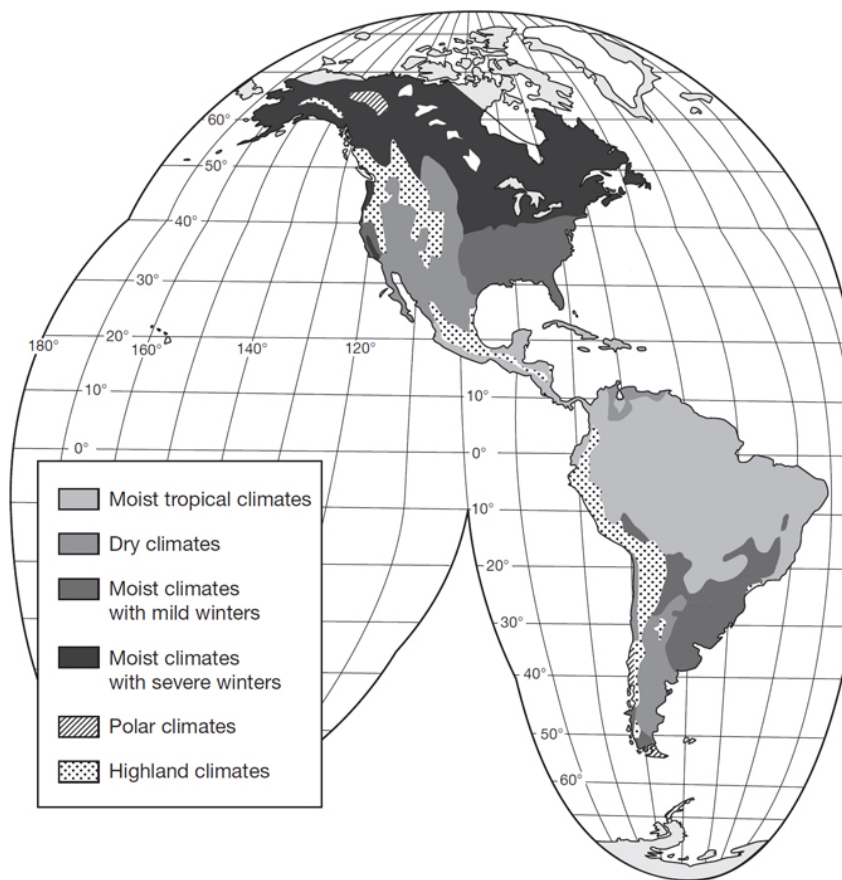 60°
50°
40°
30°
20°
180°
160°
140°
120°
10°
10°
0°
0°
10°
20°
30°
40°
50°
60°
Moist tropical climates
Dry climates
Moist climates
with mild winters
Moist climates
with severe winters
Polar climates
Highland climates